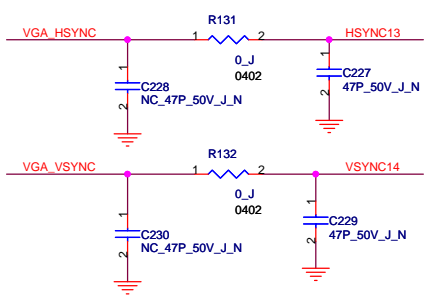 R131
VGA_HSYNC
1
2
HSYNC13
0_J
0402
1
C228
NC_47P_50V_J_N
2
1
C227
47P_50V_J_N
2
R132
VGA_VSYNC
1
2
VSYNC14
0_J
0402
1
C230
NC_47P_50V_J_N
2
1
C229
47P_50V_J_N
2